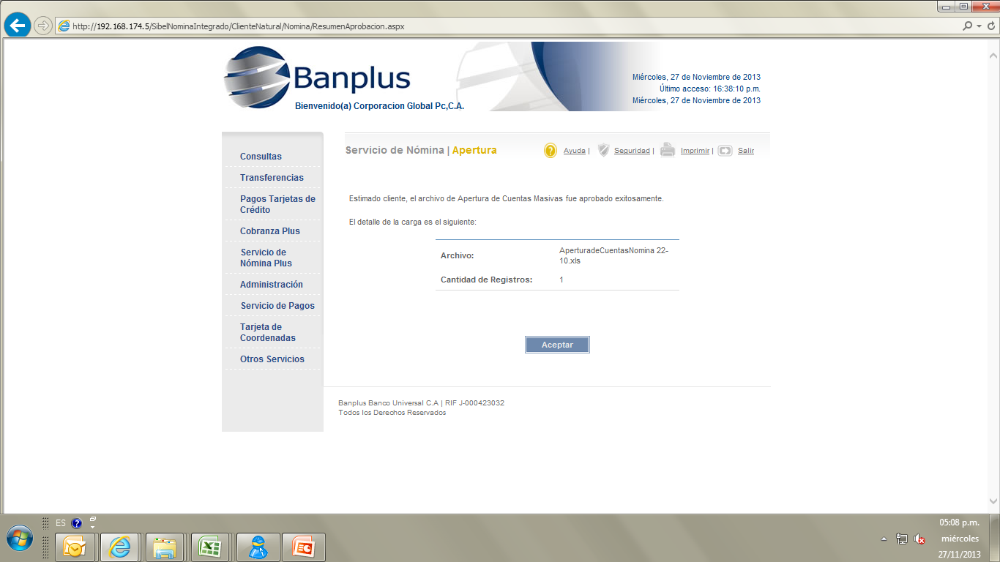 http://192.168.174.5/SibelNominaIntegrado/ClienteNatural/Nomina/ResumenAprobacion.aspx
Banplus
Bienvenido(a) Corporacion Global Pc,C.A.
Miércoles, 27 de Noviembre de 2013
Último acceso: 16:38:10 p.m.
Miércoles, 27 de Noviembre de 2013
Consultas
Transferencias
Pagos Tarjetas de
Crédito
Cobranza Plus
Servicio de
Nómina Plus
Administración
Servicio de Pagos
Tarjeta de
Coordenadas
Otros Servicios
Servicio de Nómina | Apertura
Ayuda | Seguridad | Imprimir | Salir
Estimado cliente, el archivo de Apertura de Cuentas Masivas fue aprobado exitosamente.
El detalle de la carga es el siguiente:
Archivo: AperturadeCuentasNomina 22-
10.xls
Cantidad de Registros: 1
Aceptar
Banplus Banco Universal C.A | RIF J-000423032
Todos los Derechos Reservados
ES
05:08 p.m.
miércoles
27/11/2013